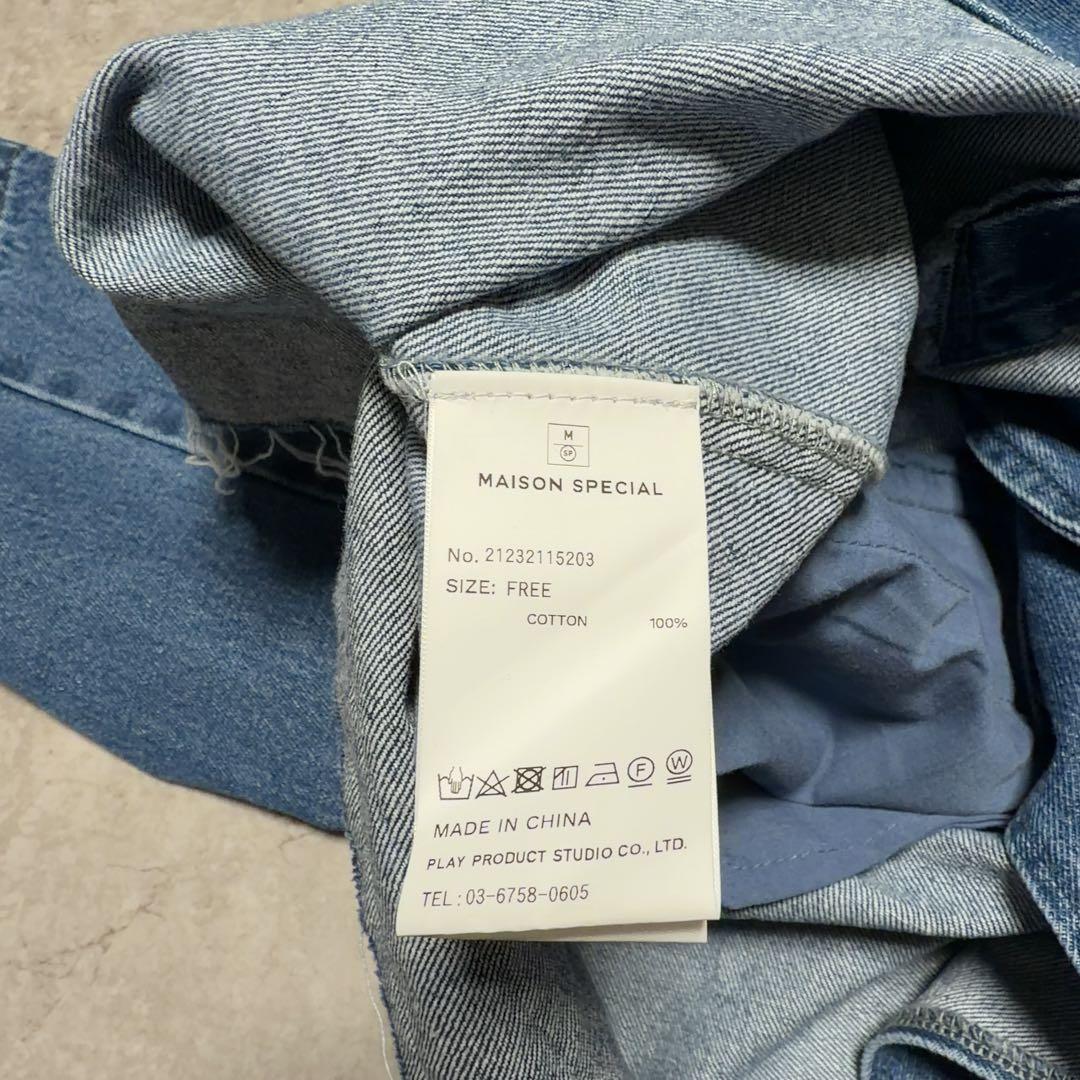 M
SP
MAISON SPECIAL
No. 21232115203
SIZE: FREE
COTTON 100%
F W
MADE IN CHINA
PLAY PRODUCT STUDIO CO., LTD.
TEL : 03-6758-0605